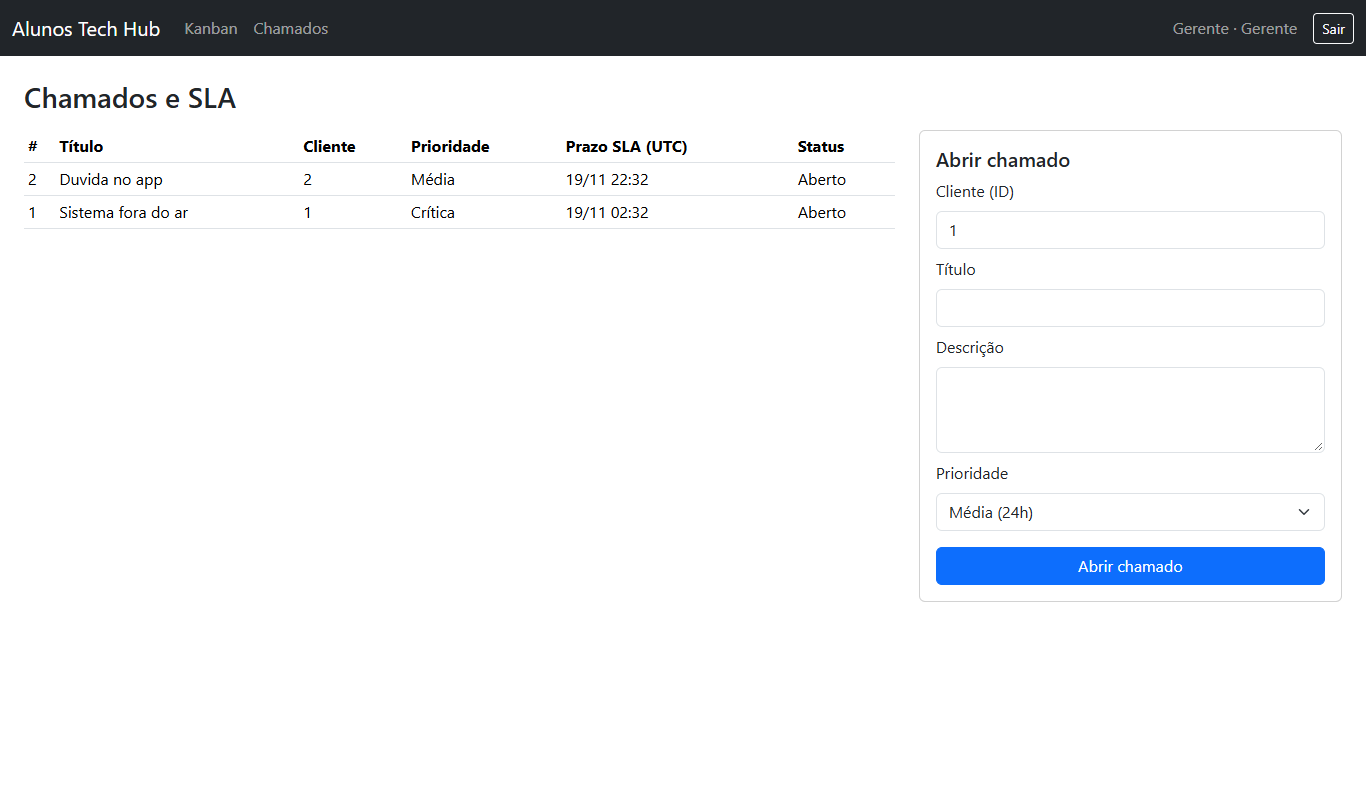 Alunos Tech Hub Kanban Chamados Gerente · Gerente Sair
Chamados e SLA
# Título Cliente Prioridade Prazo SLA (UTC) Status
2 Duvida no app 2 Média 19/11 22:32 Aberto
1 Sistema fora do ar 1 Crítica 19/11 02:32 Aberto
Abrir chamado
Cliente (ID)
1
Título
Descrição
Prioridade
Média (24h)
Abrir chamado